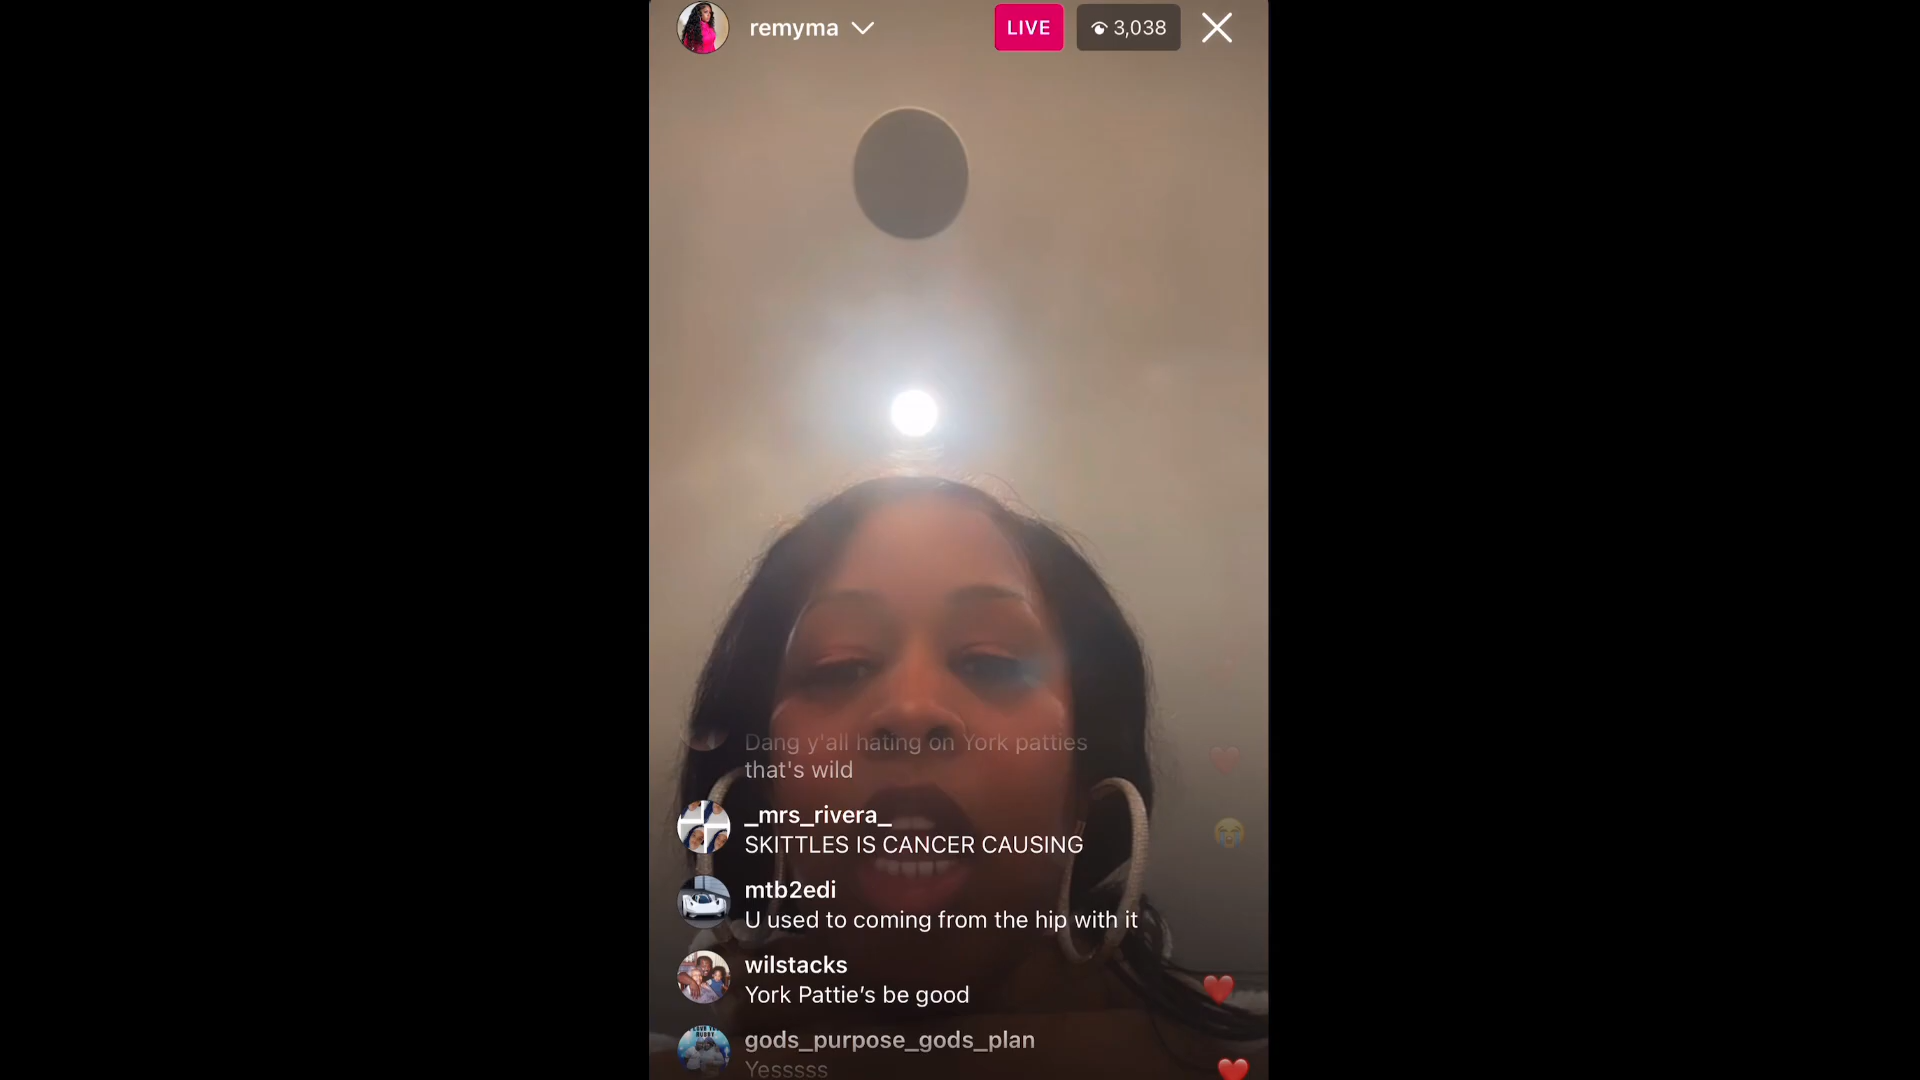 remyma
LIVE
3,038
Dang y'all hating on York patties
that's wild
_mrs_rivera_
SKITTLES IS CANCER CAUSING
mtb2edi
U used to coming from the hip with it
wilstacks
York Pattie’s be good
gods_purpose_gods_plan
Yesssss